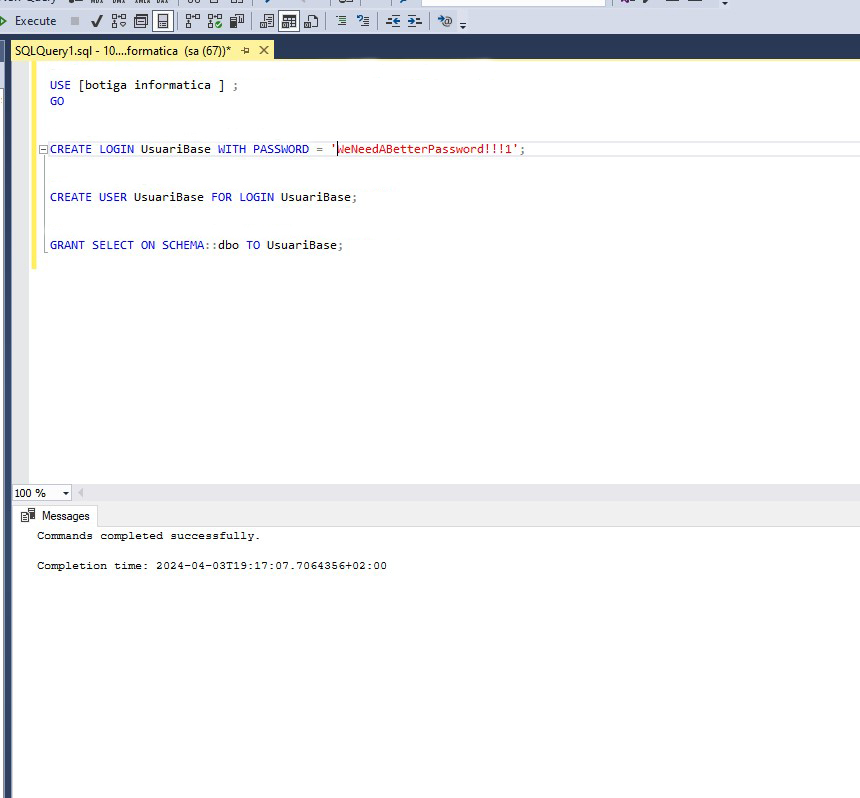 Execute
SQLQuery1.sql - 10....formatica (sa (67))*
USE [botiga informatica ] ;
GO
CREATE LOGIN UsuariBase WITH PASSWORD = 'WeNeedABetterPassword!!!1';
CREATE USER UsuariBase FOR LOGIN UsuariBase;
GRANT SELECT ON SCHEMA::dbo TO UsuariBase;
100 %
Messages
Commands completed successfully.
Completion time: 2024-04-03T19:17:07.7064356+02:00